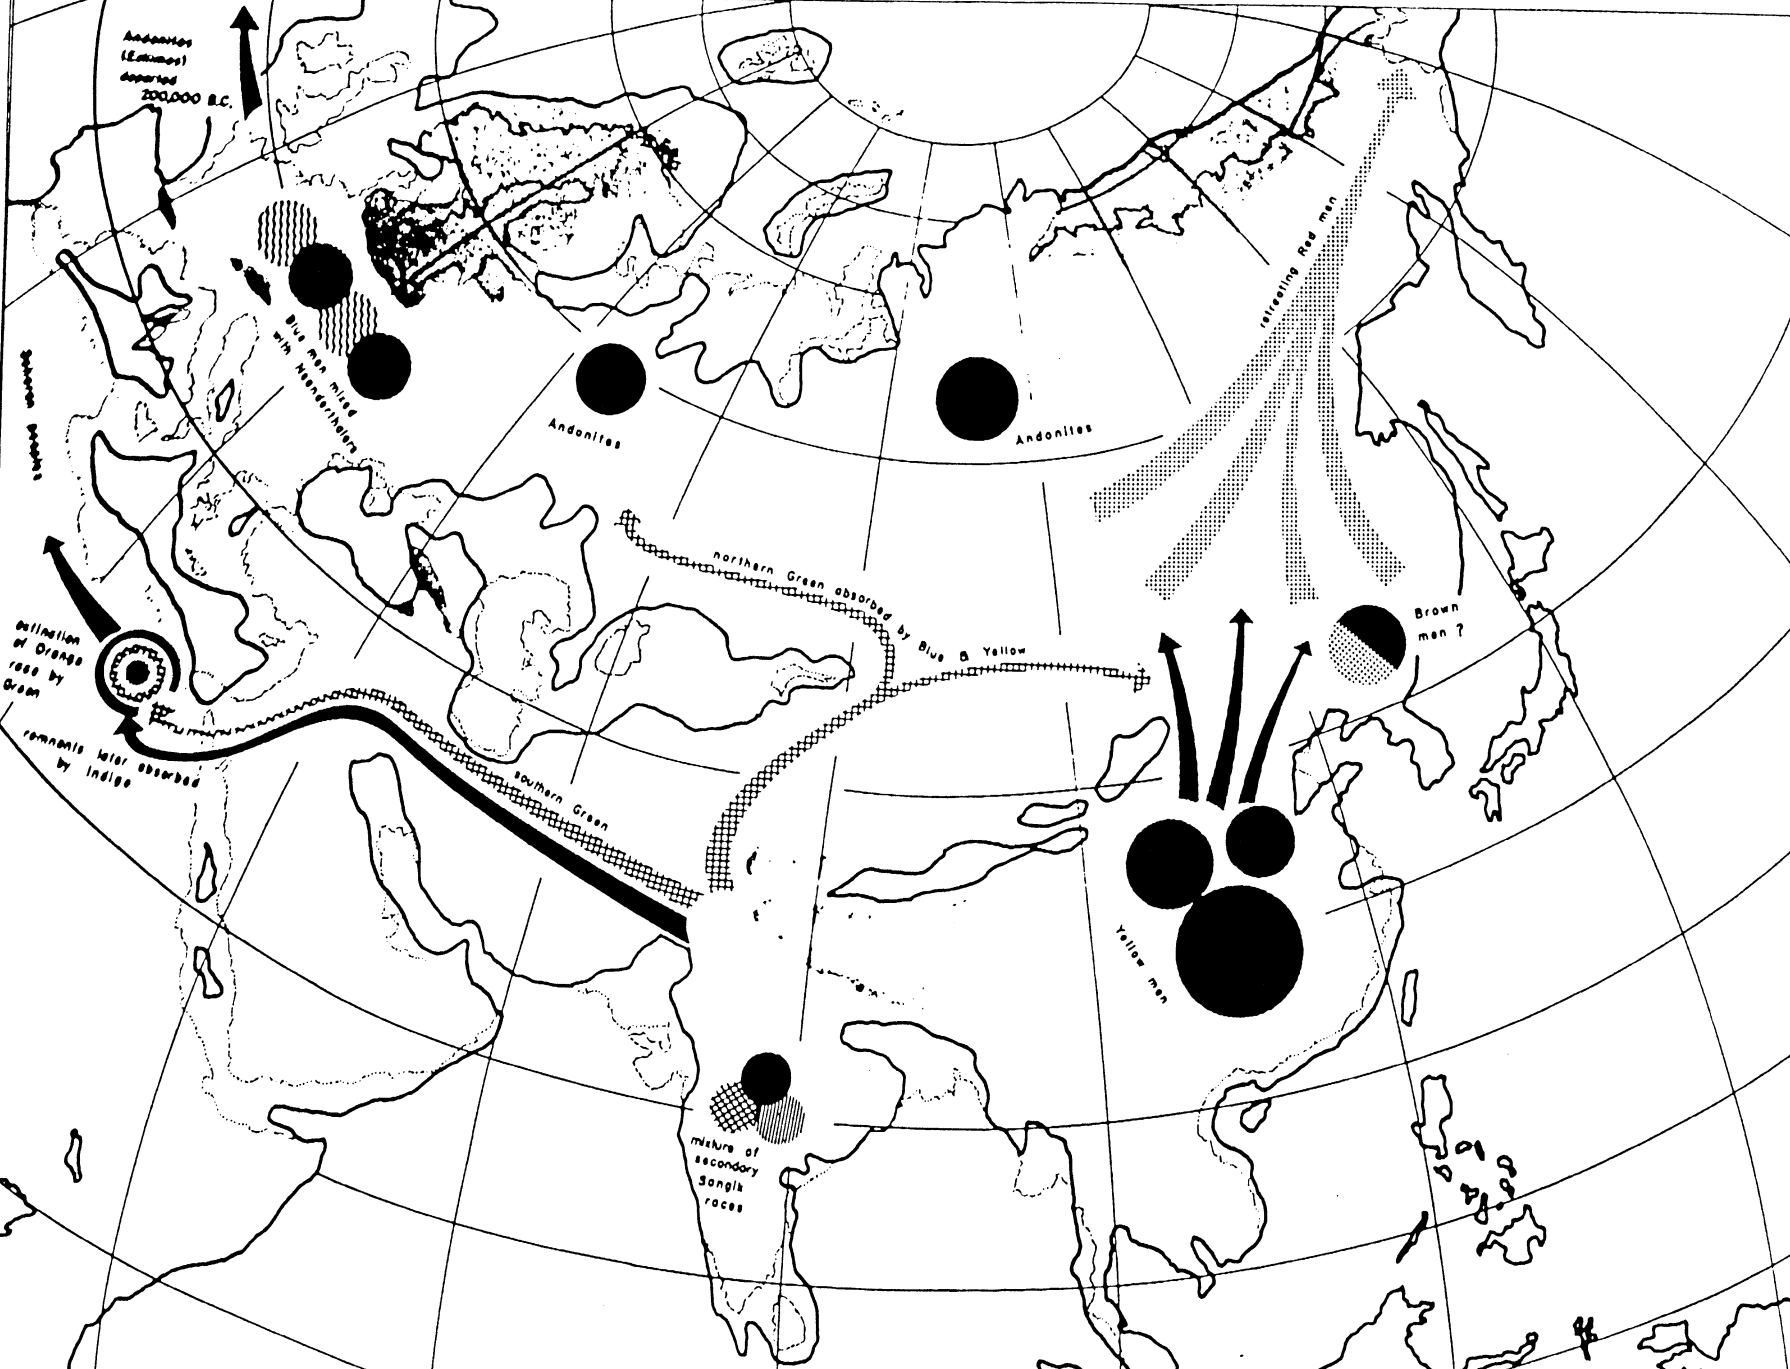 Andonites
(Eskimos)
departed
200,000 B.C.
retreating Red men
Blue men mixed
with Neanderthalers
Saharan peoples
Andonites
Andonites
northern Green absorbed by Blue & Yellow
Brown
men ?
extinction
of Orange
race by
Green
remnants later absorbed
by Indigo
southern Green
Yellow men
mixture of
secondary
Sangik
races